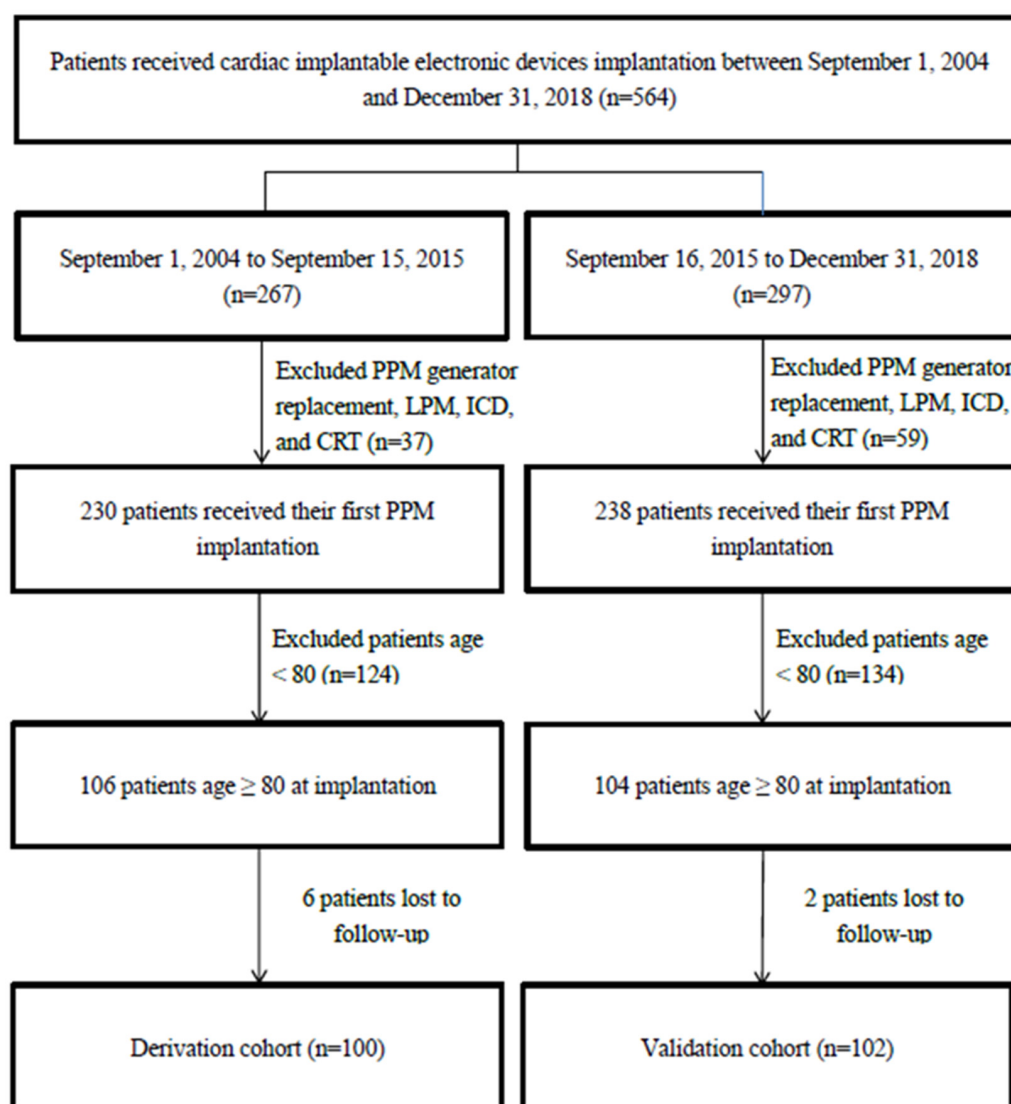 Patients received cardiac implantable electronic devices implantation between September 1, 2004
and December 31, 2018 (n=564)
September 1, 2004 to September 15, 2015
(n=267)
September 16, 2015 to December 31, 2018
(n=297)
Excluded PPM generator
replacement, LPM, ICD,
and CRT (n=37)
Excluded PPM generator
replacement, LPM, ICD,
and CRT (n=59)
230 patients received their first PPM
implantation
238 patients received their first PPM
implantation
Excluded patients age
< 80 (n=124)
Excluded patients age
< 80 (n=134)
106 patients age ≥ 80 at implantation
104 patients age ≥ 80 at implantation
6 patients lost to
follow-up
2 patients lost to
follow-up
Derivation cohort (n=100)
Validation cohort (n=102)